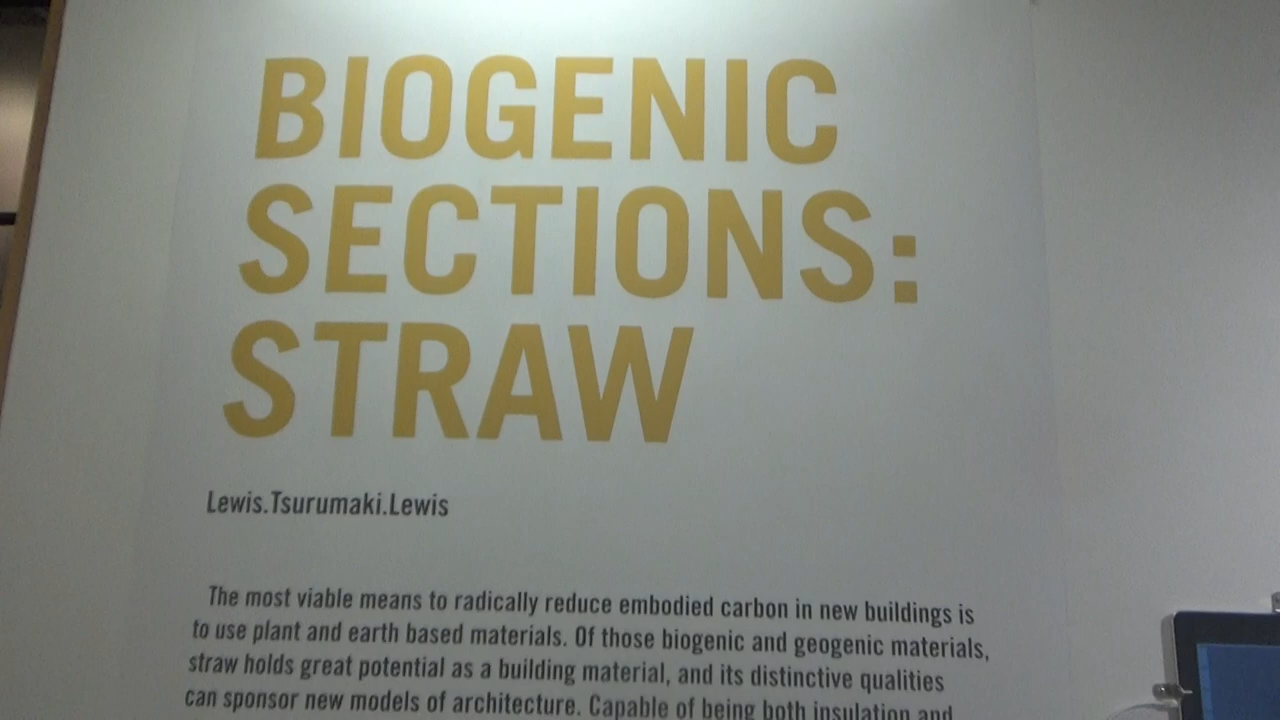 BIOGENIC
SECTIONS:
STRAW
Lewis.Tsurumaki.Lewis
The most viable means to radically reduce embodied carbon in new buildings is
to use plant and earth based materials. Of those biogenic and geogenic materials,
straw holds great potential as a building material, and its distinctive qualities
can sponsor new models of architecture. Capable of being both insulation and